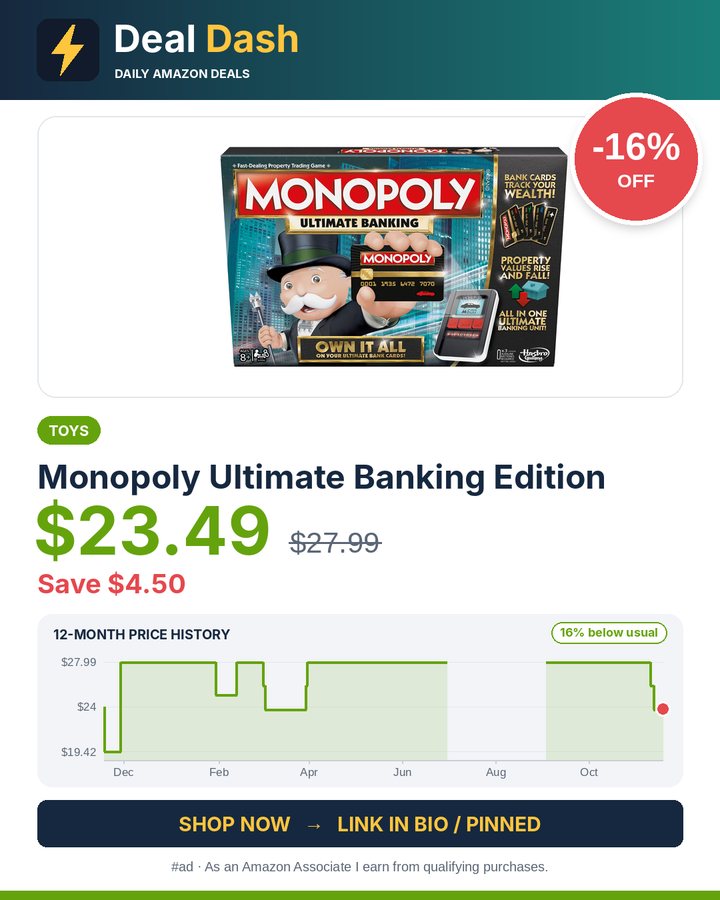 Deal Dash
DAILY AMAZON DEALS
-16%
OFF
Fast-Dealing Property Trading Game
MONOPOLY
ULTIMATE BANKING
MONOPOLY
0001 1935 6472 7070
OWN IT ALL
ON YOUR ULTIMATE BANK CARDS!
BANK CARDS
TRACK YOUR
WEALTH!
PROPERTY
VALUES RISE
AND FALL!
ALL IN ONE
ULTIMATE
BANKING UNIT!
8+
Hasbro
Gaming
TOYS
Monopoly Ultimate Banking Edition
$23.49 $27.99
Save $4.50
12-MONTH PRICE HISTORY
16% below usual
$27.99
$24
$19.42
Dec Feb Apr Jun Aug Oct
SHOP NOW → LINK IN BIO / PINNED
#ad · As an Amazon Associate I earn from qualifying purchases.